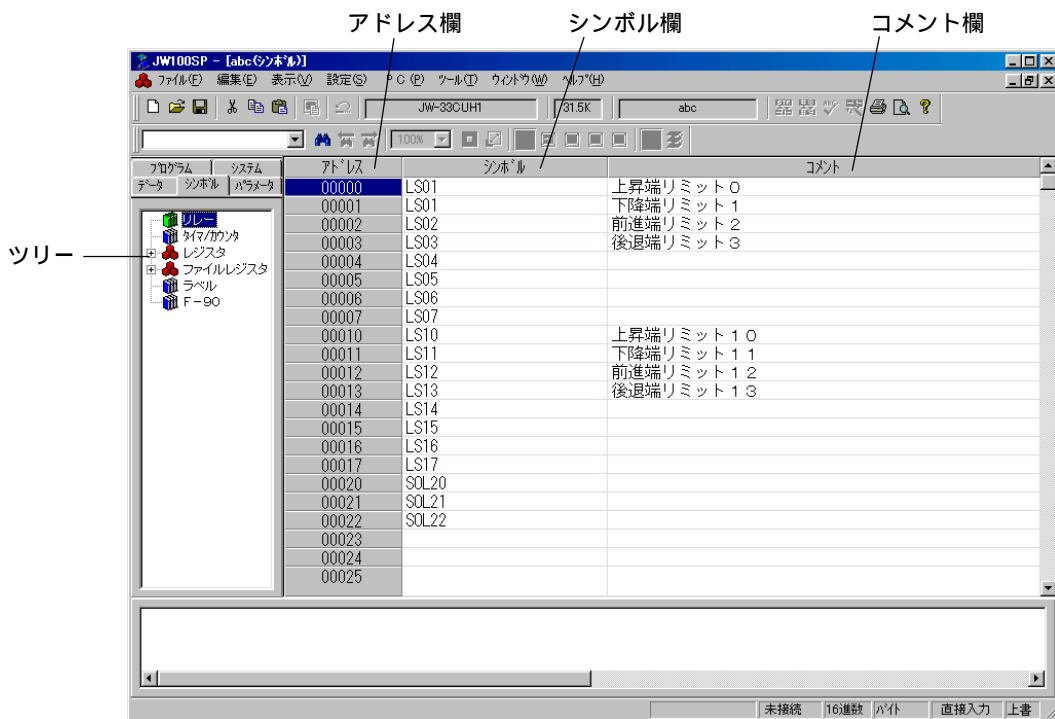 アドレス欄 シンボル欄 コメント欄
JW100SP - [abc(ｼﾝﾎﾞﾙ)]
ﾌｧｲﾙ(F) 編集(E) 表示(V) 設定(S) ＰＣ(P) ﾂｰﾙ(T) ｳｨﾝﾄﾞｳ(W) ﾍﾙﾌﾟ(H)
JW-33CUH1 31.5K abc
100%
ﾌﾟﾛｸﾞﾗﾑ ｼｽﾃﾑ
ﾃﾞｰﾀ ｼﾝﾎﾞﾙ ﾊﾟﾗﾒｰﾀ
ツリー
リレー
ﾀｲﾏ/ｶｳﾝﾀ
レジスタ
ファイルレジスタ
ラベル
Ｆ－９０
ｱﾄﾞﾚｽ ｼﾝﾎﾞﾙ ｺﾒﾝﾄ
00000 LS01 上昇端リミット０
00001 LS01 下降端リミット１
00002 LS02 前進端リミット２
00003 LS03 後退端リミット３
00004 LS04
00005 LS05
00006 LS06
00007 LS07
00010 LS10 上昇端リミット１０
00011 LS11 下降端リミット１１
00012 LS12 前進端リミット１２
00013 LS13 後退端リミット１３
00014 LS14
00015 LS15
00016 LS16
00017 LS17
00020 SOL20
00021 SOL21
00022 SOL22
00023
00024
00025
未接続 16進数 ﾊﾞｲﾄ 直接入力 上書